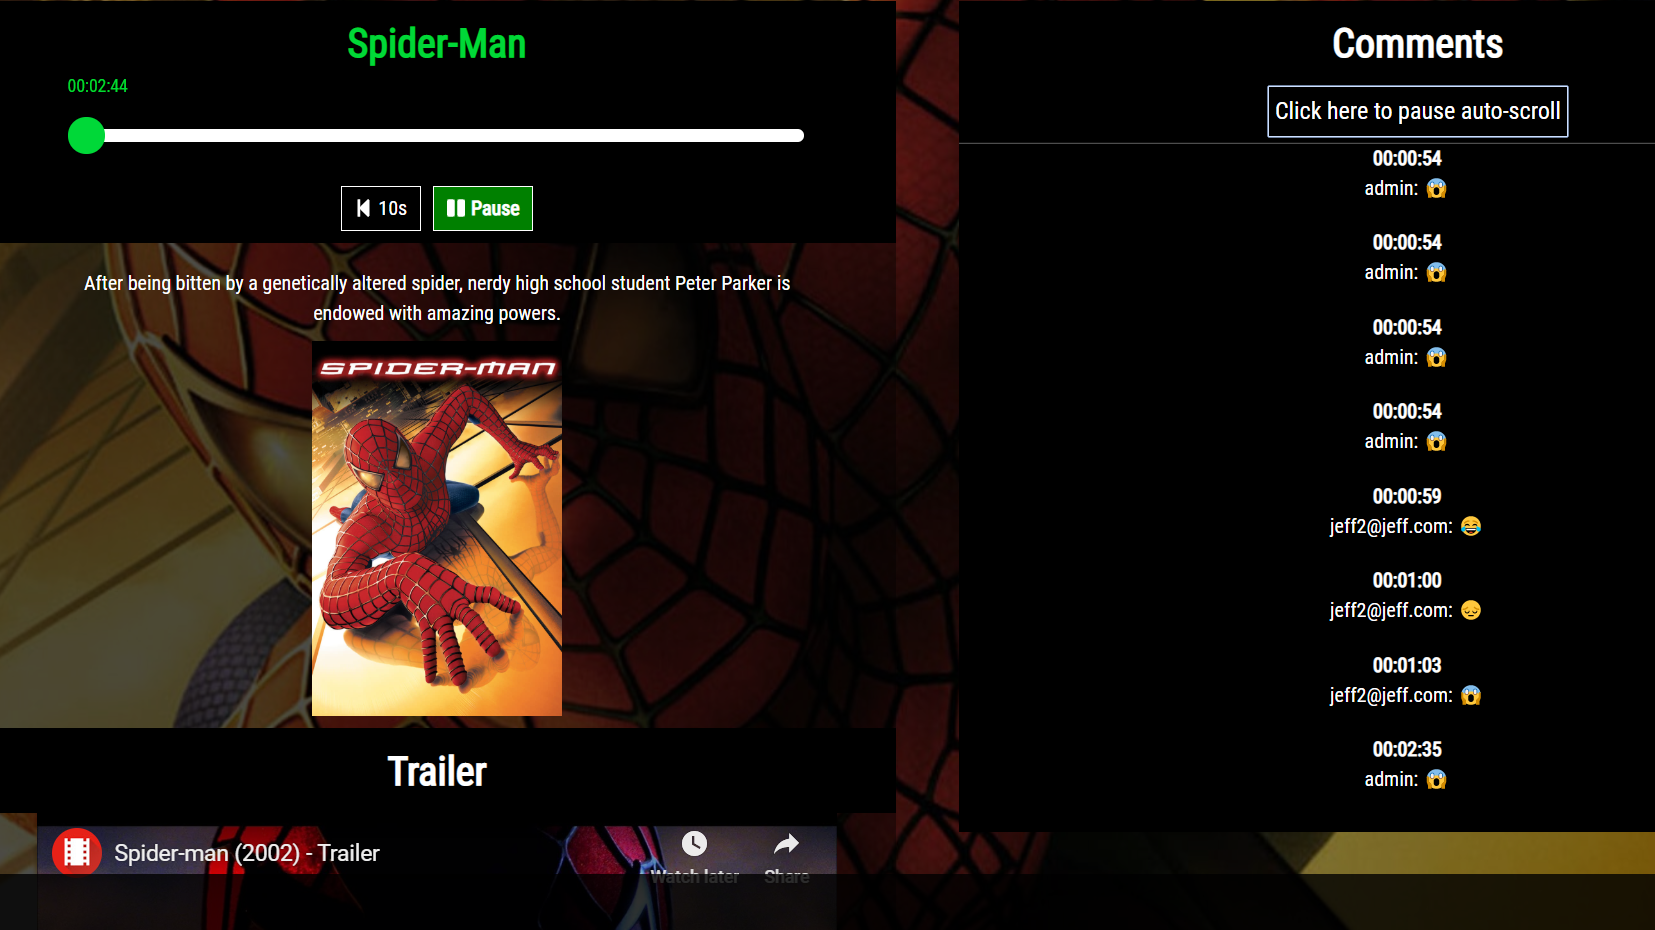 Spider-Man
00:02:44
10s
Pause
After being bitten by a genetically altered spider, nerdy high school student Peter Parker is
endowed with amazing powers.
SPIDER-MAN
Trailer
Spider-man (2002) - Trailer
Watch later
Share
Comments
Click here to pause auto-scroll
00:00:54
admin: 😱
00:00:54
admin: 😱
00:00:54
admin: 😱
00:00:54
admin: 😱
00:00:59
jeff2@jeff.com: 😂
00:01:00
jeff2@jeff.com: 😔
00:01:03
jeff2@jeff.com: 😱
00:02:35
admin: 😱